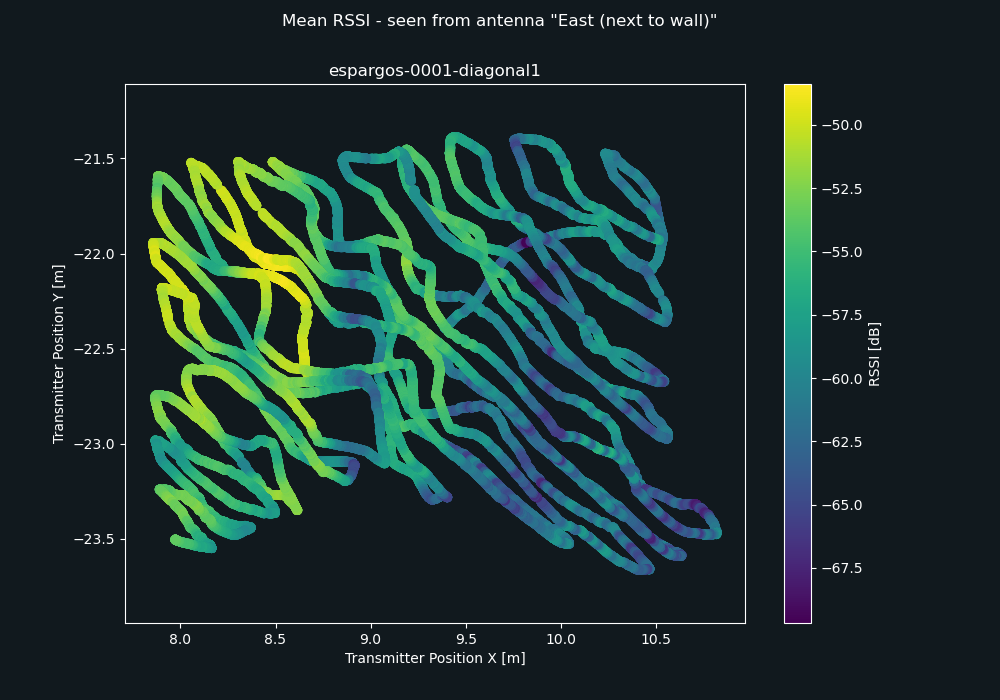 Mean RSSI - seen from antenna "East (next to wall)"
espargos-0001-diagonal1
−21.5
−22.0
−22.5
−23.0
−23.5
Transmitter Position Y [m]
8.0 8.5 9.0 9.5 10.0 10.5
Transmitter Position X [m]
−50.0
−52.5
−55.0
−57.5
−60.0
−62.5
−65.0
−67.5
RSSI [dB]